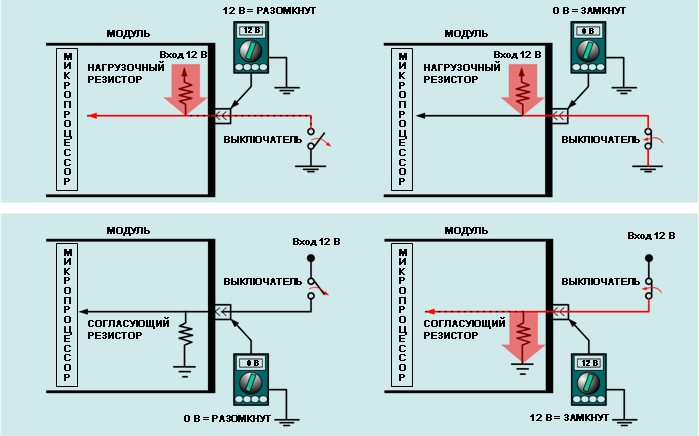 12 В = РАЗОМКНУТ
МОДУЛЬ
Вход 12 В
12 В
НАГРУЗОЧНЫЙ
РЕЗИСТОР
МИКРОПРОЦЕССОР
ВЫКЛЮЧАТЕЛЬ
0 В = ЗАМКНУТ
МОДУЛЬ
Вход 12 В
0 В
НАГРУЗОЧНЫЙ
РЕЗИСТОР
МИКРОПРОЦЕССОР
ВЫКЛЮЧАТЕЛЬ
МОДУЛЬ
Вход 12 В
ВЫКЛЮЧАТЕЛЬ
МИКРОПРОЦЕССОР
СОГЛАСУЮЩИЙ
РЕЗИСТОР
0 В
0 В = РАЗОМКНУТ
МОДУЛЬ
Вход 12 В
ВЫКЛЮЧАТЕЛЬ
МИКРОПРОЦЕССОР
СОГЛАСУЮЩИЙ
РЕЗИСТОР
12 В
12 В = ЗАМКНУТ